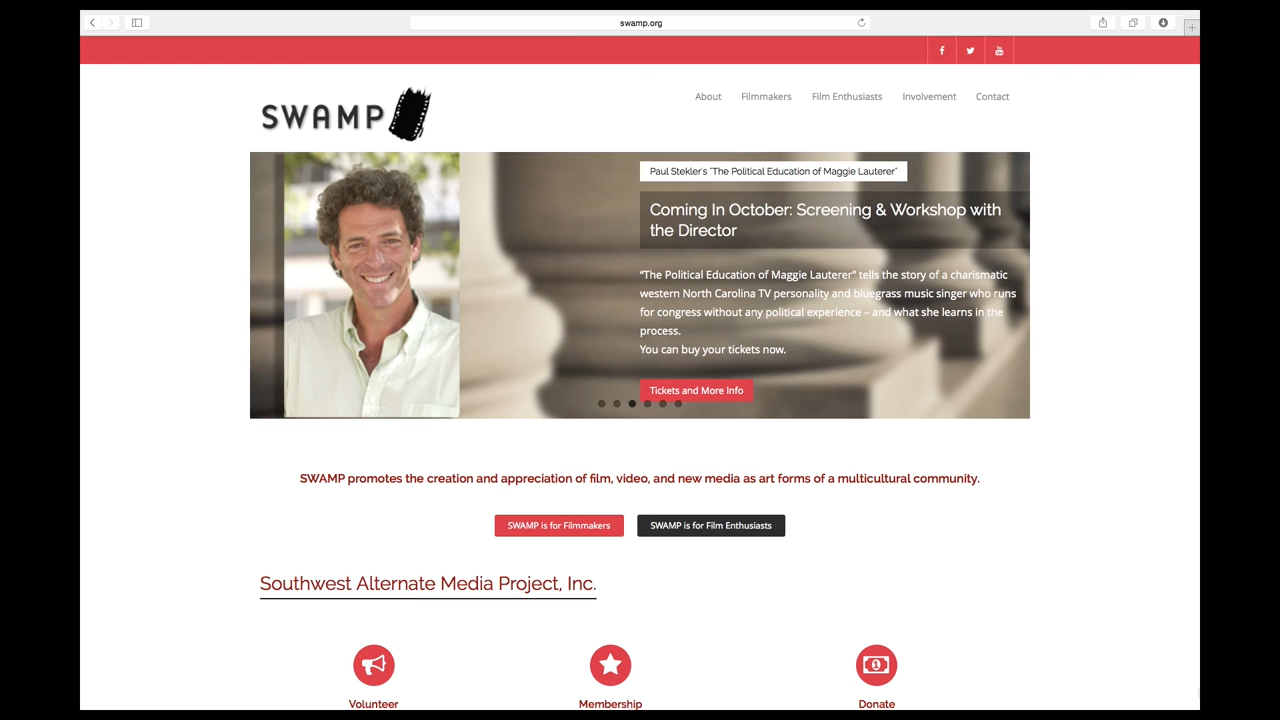 swamp.org
SWAMP
About Filmmakers Film Enthusiasts Involvement Contact
Paul Stekler's "The Political Education of Maggie Lauterer"
Coming In October: Screening & Workshop with
the Director
“The Political Education of Maggie Lauterer” tells the story of a charismatic
western North Carolina TV personality and bluegrass music singer who runs
for congress without any political experience – and what she learns in the
process.
You can buy your tickets now.
Tickets and More Info
SWAMP promotes the creation and appreciation of film, video, and new media as art forms of a multicultural community.
SWAMP is for Filmmakers SWAMP is for Film Enthusiasts
Southwest Alternate Media Project, Inc.
Volunteer Membership Donate